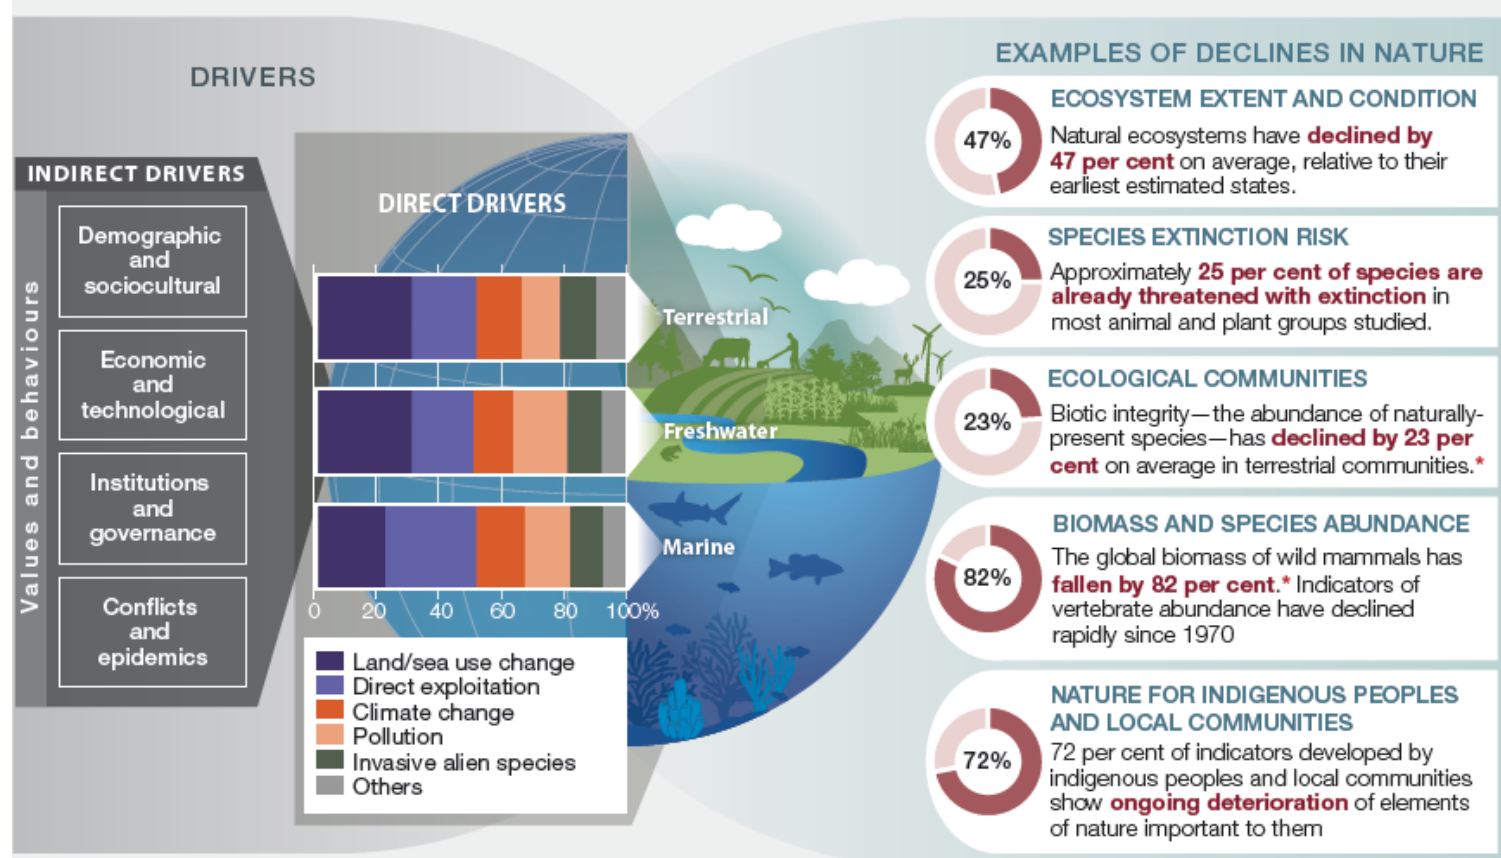 DRIVERS
INDIRECT DRIVERS
Values and behaviours
Demographic
and
sociocultural
Economic
and
technological
Institutions
and
governance
Conflicts
and
epidemics
DIRECT DRIVERS
Terrestrial
Freshwater
Marine
0 20 40 60 80 100%
Land/sea use change
Direct exploitation
Climate change
Pollution
Invasive alien species
Others
EXAMPLES OF DECLINES IN NATURE
47%
ECOSYSTEM EXTENT AND CONDITION
Natural ecosystems have declined by
47 per cent on average, relative to their
earliest estimated states.
25%
SPECIES EXTINCTION RISK
Approximately 25 per cent of species are
already threatened with extinction in
most animal and plant groups studied.
23%
ECOLOGICAL COMMUNITIES
Biotic integrity—the abundance of naturally-
present species—has declined by 23 per
cent on average in terrestrial communities.*
82%
BIOMASS AND SPECIES ABUNDANCE
The global biomass of wild mammals has
fallen by 82 per cent.* Indicators of
vertebrate abundance have declined
rapidly since 1970
72%
NATURE FOR INDIGENOUS PEOPLES
AND LOCAL COMMUNITIES
72 per cent of indicators developed by
indigenous peoples and local communities
show ongoing deterioration of elements
of nature important to them